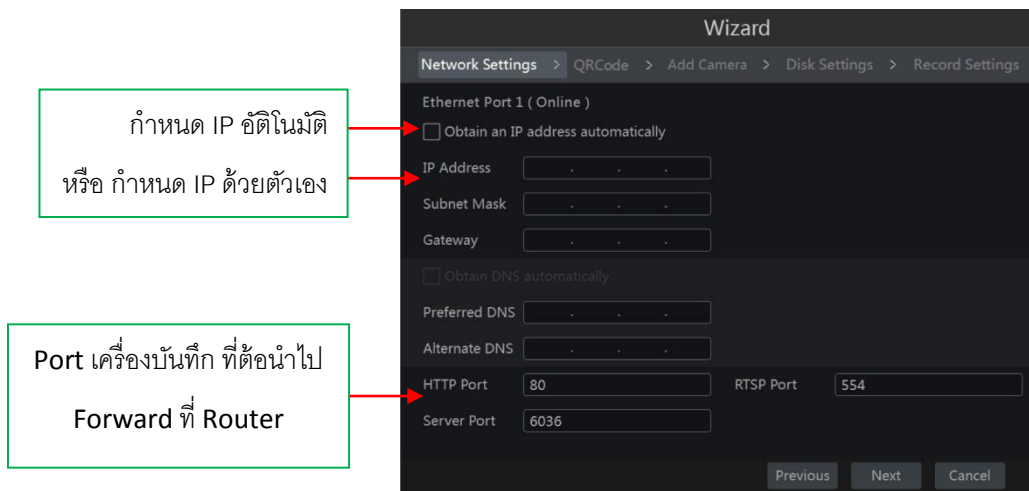 Wizard
Network Settings > QRCode > Add Camera > Disk Settings > Record Settings
Ethernet Port 1 ( Online )
กำหนด IP อัติโนมัติ
หรือ กำหนด IP ด้วยตัวเอง
Obtain an IP address automatically
IP Address . . .
Subnet Mask . . .
Gateway . . .
Obtain DNS automatically
Preferred DNS . . .
Alternate DNS . . .
Port เครื่องบันทึก ที่ต้อนำไป
Forward ที่ Router
HTTP Port 80 RTSP Port 554
Server Port 6036
Previous Next Cancel